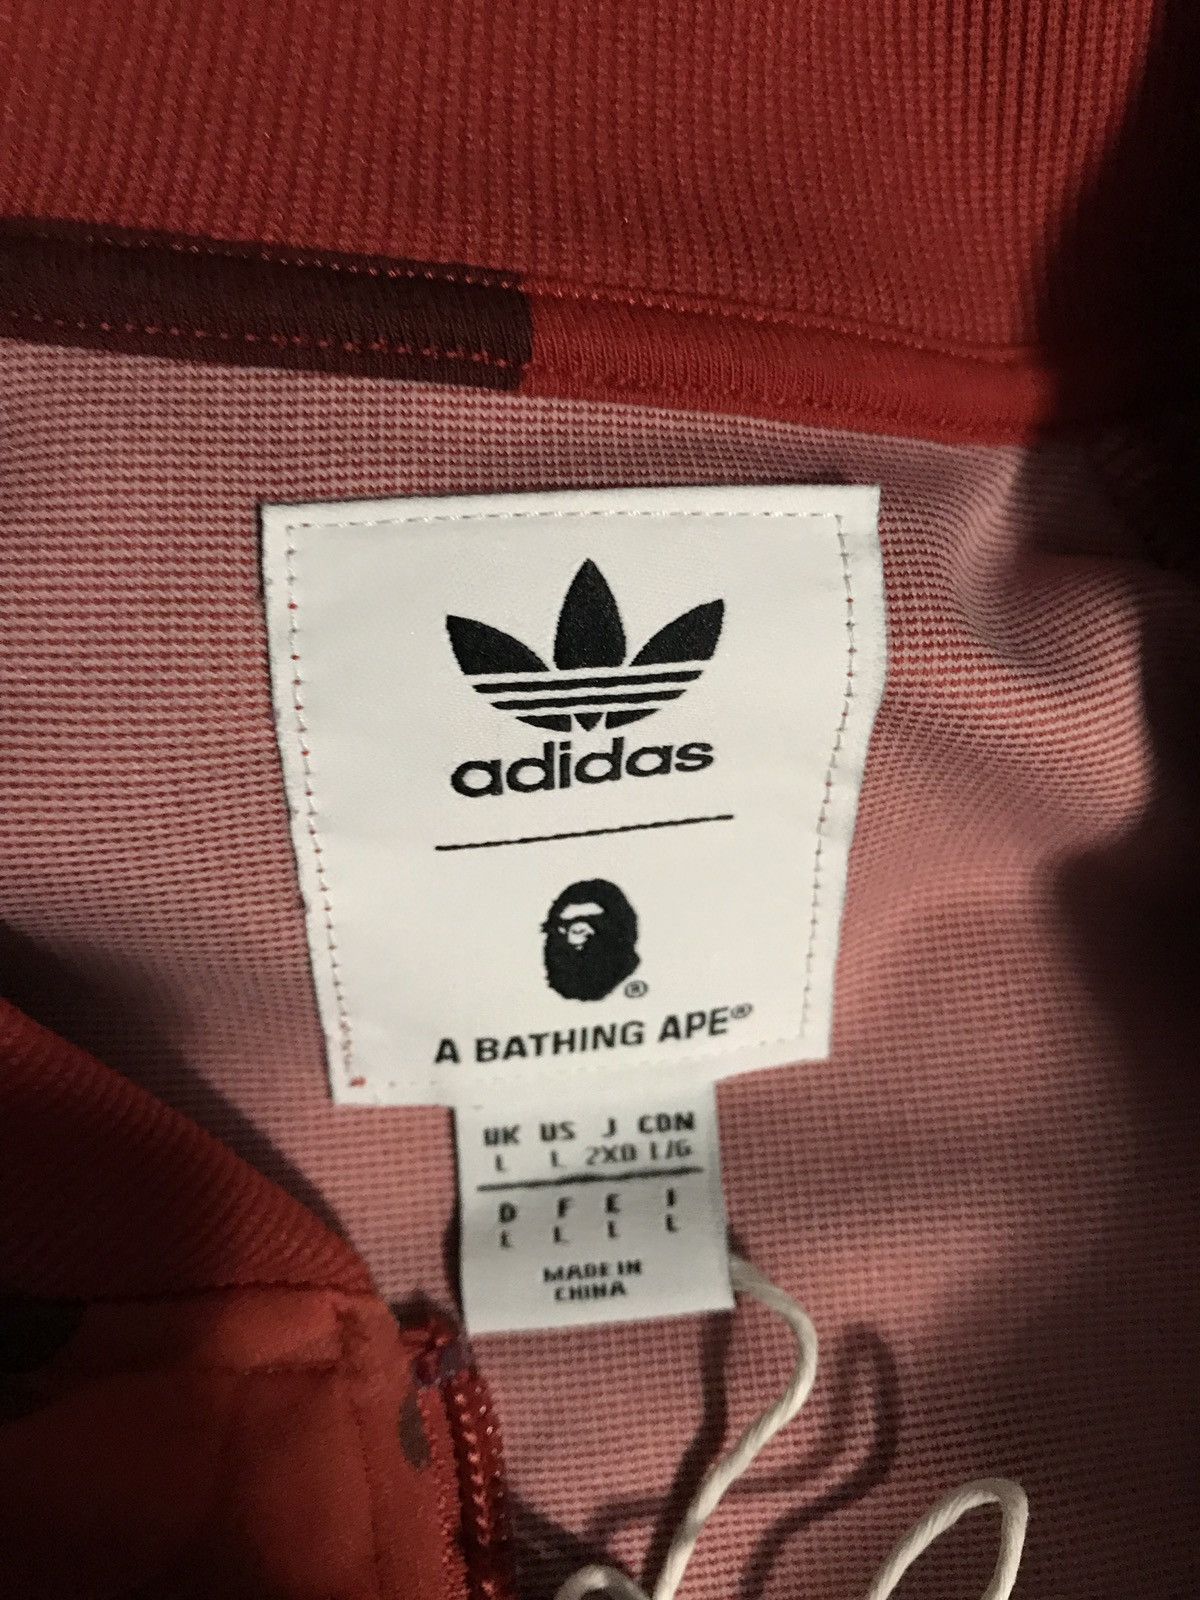 adidas
®
A BATHING APE®
UK US J CDN
L L 2XO L/G
D F E I
L L L L
MADE IN
CHINA